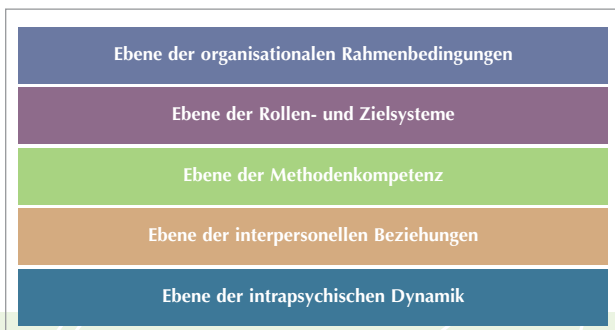 Ebene der organisationalen Rahmenbedingungen
Ebene der Rollen- und Zielsysteme
Ebene der Methodenkompetenz
Ebene der interpersonellen Beziehungen
Ebene der intrapsychischen Dynamik